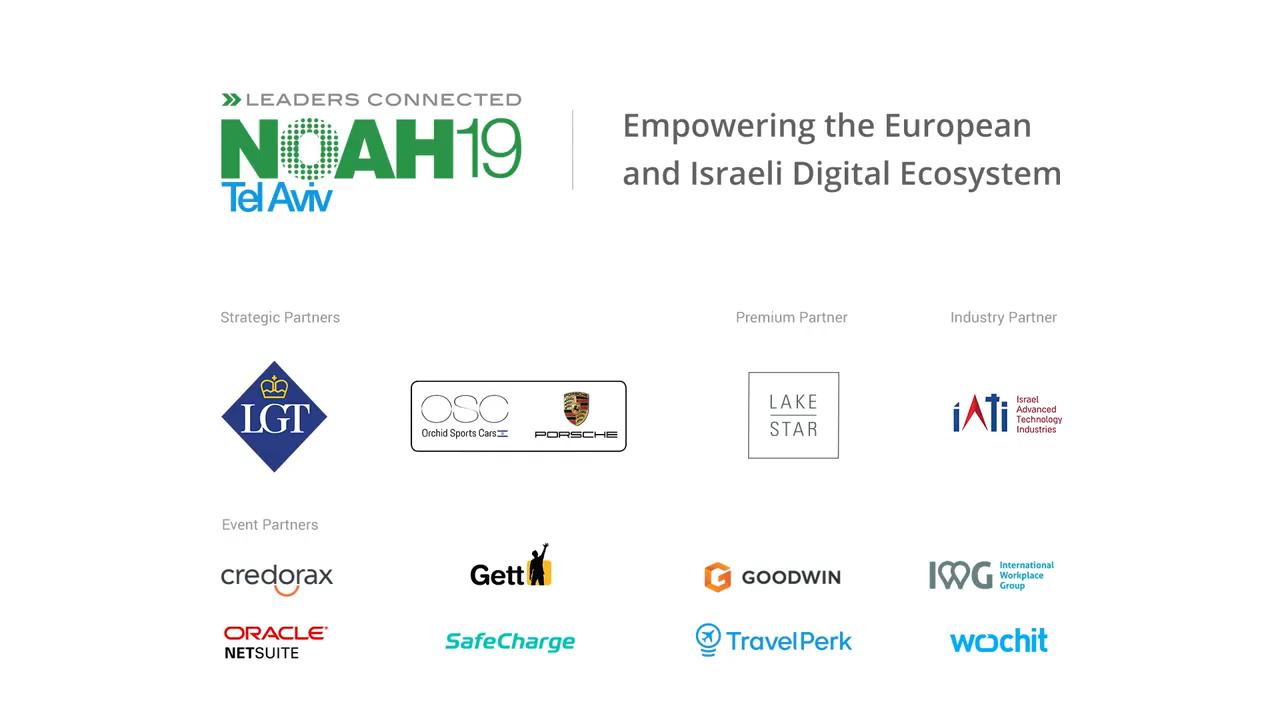 LEADERS CONNECTED
NOAH19
Tel Aviv
Empowering the European
and Israeli Digital Ecosystem
Strategic Partners
Premium Partner
Industry Partner
LGT
OSC
Orchid Sports Cars
PORSCHE
LAKE
STAR
iATi
Israel
Advanced
Technology
Industries
Event Partners
credorax
Gett
GOODWIN
IWG
International
Workplace
Group
ORACLE®
NETSUITE
SafeCharge
TravelPerk
wochit